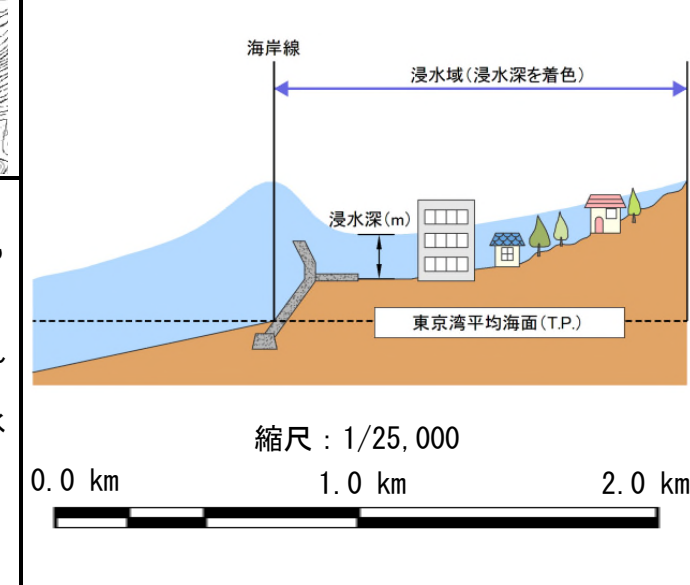 海岸線
浸水域(浸水深を着色)
浸水深(m)
東京湾平均海面(T.P.)
縮尺：1/25,000
0.0 km 1.0 km 2.0 km